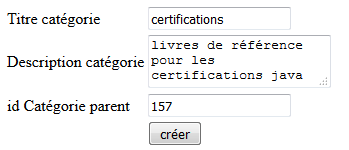 Titre catégorie certifications
Description catégorie livres de référence
pour les
certifications java
id Catégorie parent 157
créer